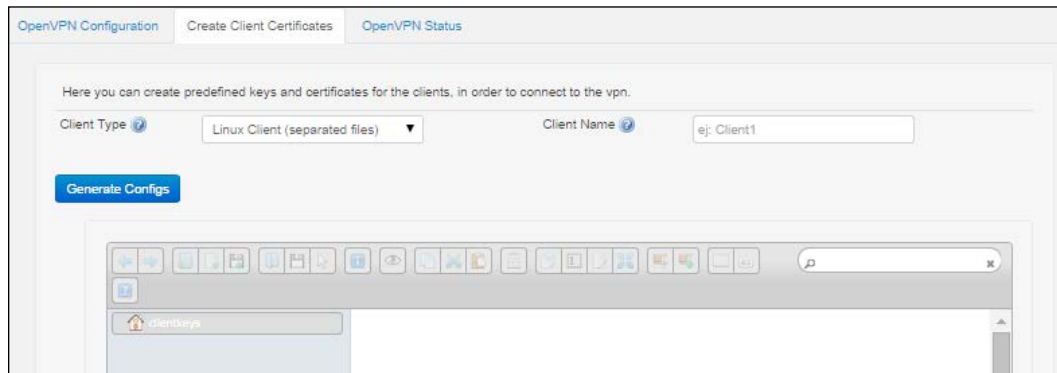 OpenVPN Configuration Create Client Certificates OpenVPN Status
Here you can create predefined keys and certificates for the clients, in order to connect to the vpn.
Client Type Linux Client (separated files) Client Name ej: Client1
Generate Configs
clientkeys